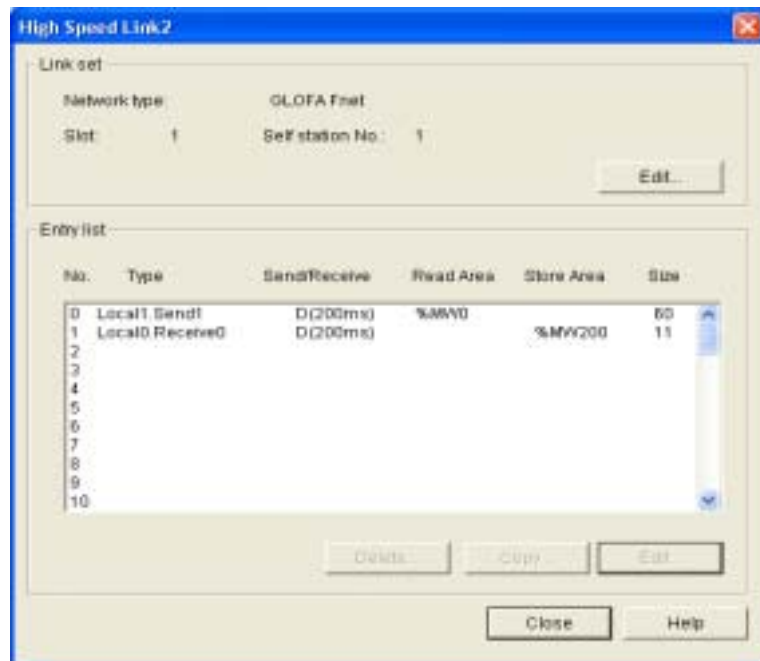 High Speed Link2
Link set
Network type: GLOFA Fnet
Slot: 1 Self station No.: 1
Edit...
Entry list
No. Type Send/Receive Read Area Store Area Size
0 Local1.Send1 D(200ms) %MW0 60
1 Local0.Receive0 D(200ms) %MW200 11
2
3
4
5
6
7
8
9
10
Delete... Copy... Edit...
Close Help